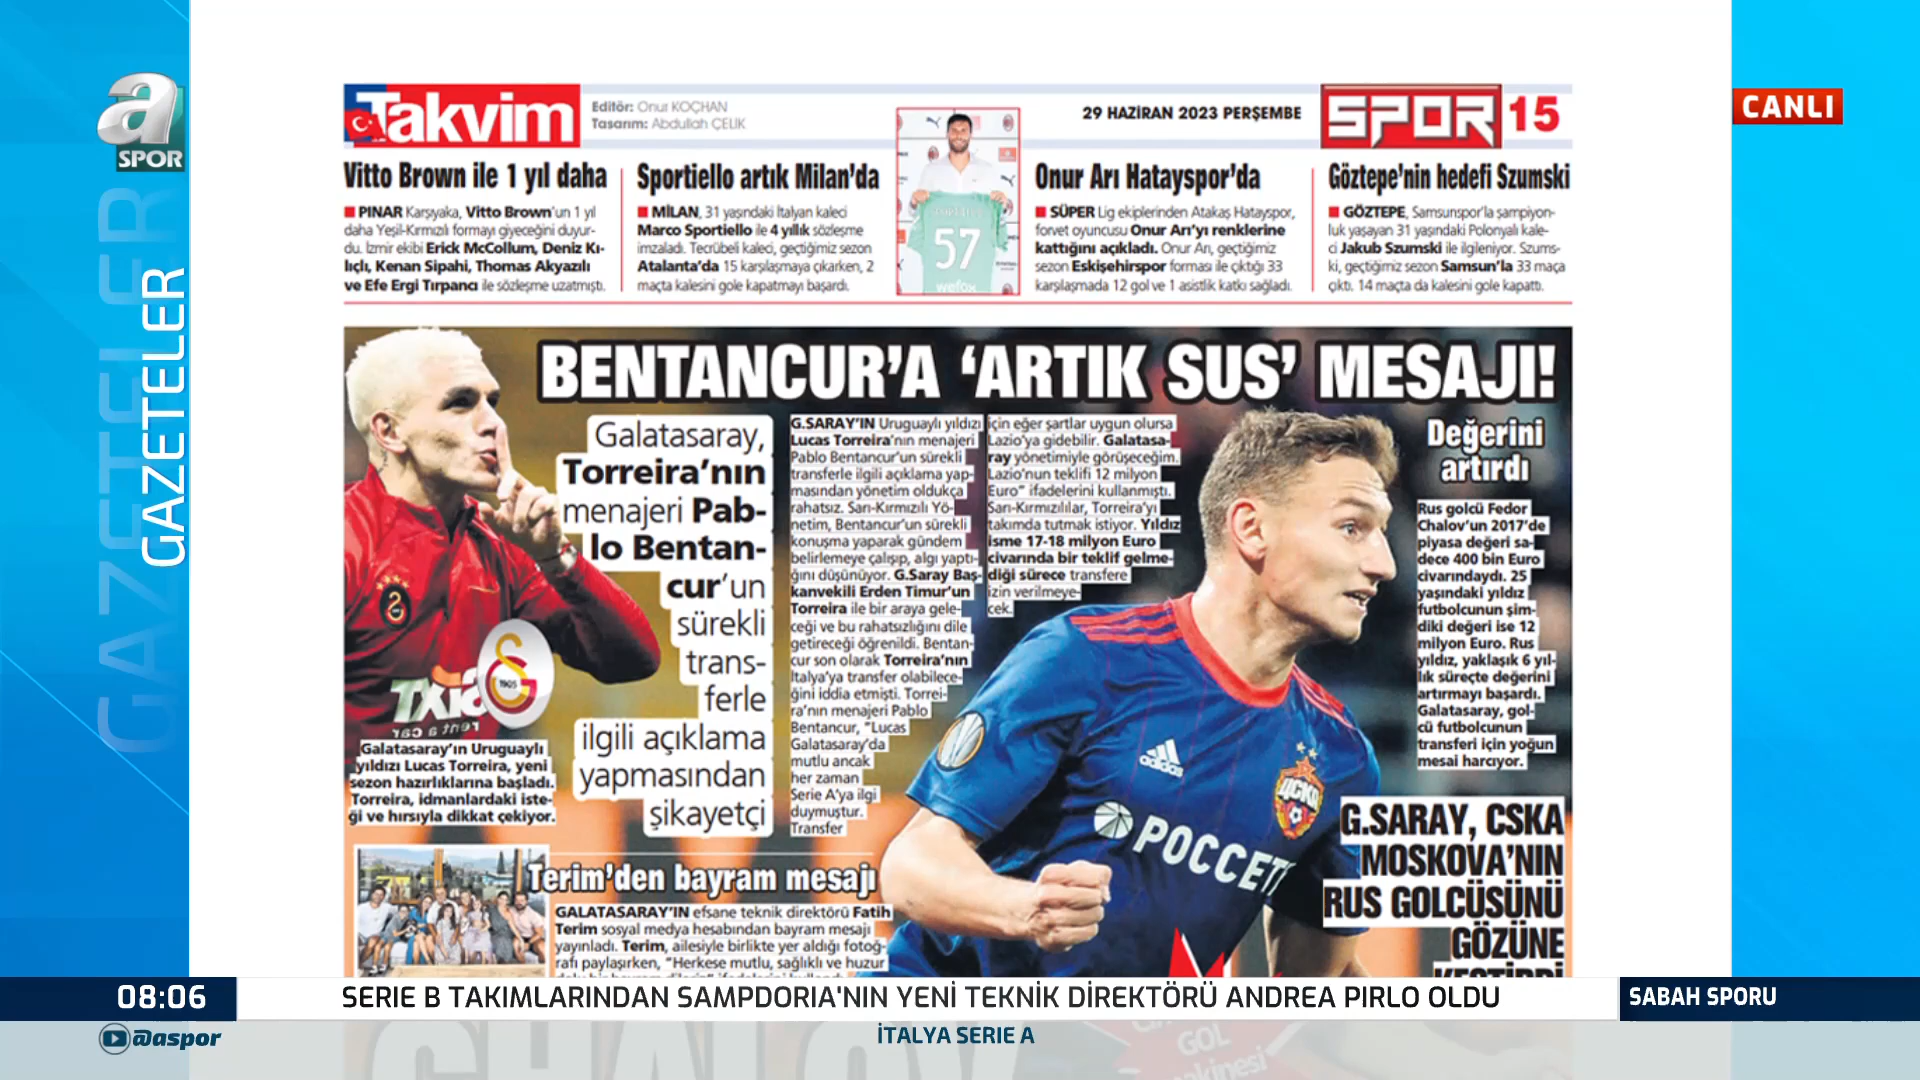 a
SPOR
GAZETELER
GAZETELER
CANLI
Takvim
Editör: Onur KOÇHAN
Tasarım: Abdullah ÇELİK
29 HAZİRAN 2023 PERŞEMBE
SPOR 15
Vitto Brown ile 1 yıl daha
PINAR Karşıyaka, Vitto Brown'un 1 yıl
daha Yeşil-Kırmızılı formayı giyeceğini duyur-
du. İzmir ekibi Erick McCollum, Deniz Kı-
lıçlı, Kenan Sipahi, Thomas Akyazılı
ve Efe Ergi Tırpancı ile sözleşme uzatmıştı.
Sportiello artık Milan'da
MİLAN, 31 yaşındaki İtalyan kaleci
Marco Sportiello ile 4 yıllık sözleşme
imzaladı. Tecrübeli kaleci, geçtiğimiz sezon
Atalanta'da 15 karşılaşmaya çıkarken, 2
maçta kalesini gole kapatmayı başardı.
57
wefox
Onur Arı Hatayspor'da
SÜPER Lig ekiplerinden Atakaş Hatayspor,
forvet oyuncusu Onur Arı'yı renklerine
kattığını açıkladı. Onur Arı, geçtiğimiz
sezon Eskişehirspor forması ile çıktığı 33
karşılaşmada 12 gol ve 1 asistlik katkı sağladı.
Göztepe'nin hedefi Szumski
GÖZTEPE, Samsunspor'la şampiyon-
luk yaşayan 31 yaşındaki Polonyalı kale-
ci Jakub Szumski ile ilgileniyor. Szums-
ki, geçtiğimiz sezon Samsun'la 33 maça
çıktı. 14 maçta da kalesini gole kapattı.
BENTANCUR'A 'ARTIK SUS' MESAJI!
Galatasaray,
Torreira'nın
menajeri Pab-
lo Bentan-
cur'un
sürekli
trans-
ferle
ilgili açıklama
yapmasından
şikayetçi
1905
Galatasaray'ın Uruguaylı
yıldızı Lucas Torreira, yeni
sezon hazırlıklarına başladı.
Torreira, idmanlardaki iste-
ği ve hırsıyla dikkat çekiyor.
G.SARAY'IN Uruguaylı yıldızı
Lucas Torreira'nın menajeri
Pablo Bentancur'un sürekli
transferle ilgili açıklama yap-
masından yönetim oldukça
rahatsız. Sarı-Kırmızılı Yö-
netim, Bentancur'un sürekli
konuşma yaparak gündem
belirlemeye çalışıp, algı yaptı-
ğını düşünüyor. G.Saray Baş-
kanvekili Erden Timur'un
Torreira ile bir araya gele-
ceği ve bu rahatsızlığını dile
getireceği öğrenildi. Bentan-
cur son olarak Torreira'nın
İtalya'ya transfer olabilece-
ğini iddia etmişti. Torrei-
ra'nın menajeri Pablo
Bentancur, "Lucas
Galatasaray'da
mutlu ancak
her zaman
Serie A'ya ilgi
duymuştur.
Transfer
için eğer şartlar uygun olursa
Lazio'ya gidebilir. Galatasa-
ray yönetimiyle görüşeceğim.
Lazio'nun teklifi 12 milyon
Euro" ifadelerini kullanmıştı.
Sarı-Kırmızılılar, Torreira'yı
takımda tutmak istiyor. Yıldız
isme 17-18 milyon Euro
civarında bir teklif gelme-
diği sürece transfere
izin verilmeye-
cek.
Değerini
artırdı
Rus golcü Fedor
Chalov'un 2017'de
piyasa değeri sa-
dece 400 bin Euro
civarındaydı. 25
yaşındaki yıldız
futbolcunun şim-
diki değeri ise 12
milyon Euro. Rus
yıldız, yaklaşık 6 yıl-
lık süreçte değerini
artırmayı başardı.
Galatasaray, gol-
cü futbolcunun
transferi için yoğun
mesai harcıyor.
adidas
ЦСКА
РОССЕТИ
G.SARAY, CSKA
MOSKOVA'NIN
RUS GOLCÜSÜNÜ
GÖZÜNE
KESTİRDİ
Terim'den bayram mesajı
GALATASARAY'IN efsane teknik direktörü Fatih
Terim sosyal medya hesabından bayram mesajı
yayınladı. Terim, ailesiyle birlikte yer aldığı fotoğ-
rafı paylaşırken, "Herkese mutlu, sağlıklı ve huzur
08:06
SERIE B TAKIMLARINDAN SAMPDORIA'NIN YENİ TEKNİK DİREKTÖRÜ ANDREA PIRLO OLDU
SABAH SPORU
@aspor
İTALYA SERIE A
CHALOV
GOL
makinesi